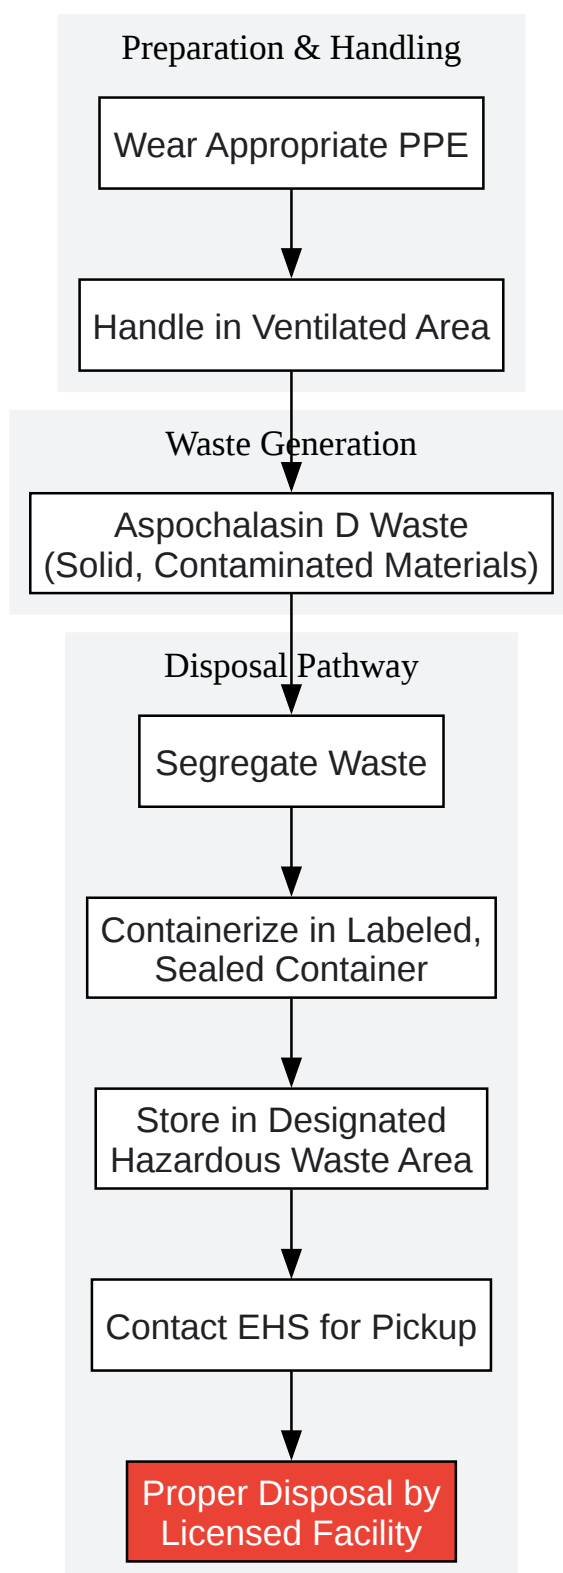 Preparation & Handling
Wear Appropriate PPE
Handle in Ventilated Area
Waste Generation
Aspochalasin D Waste
(Solid, Contaminated Materials)
Disposal Pathway
Segregate Waste
Containerize in Labeled,
Sealed Container
Store in Designated
Hazardous Waste Area
Contact EHS for Pickup
Proper Disposal by
Licensed Facility